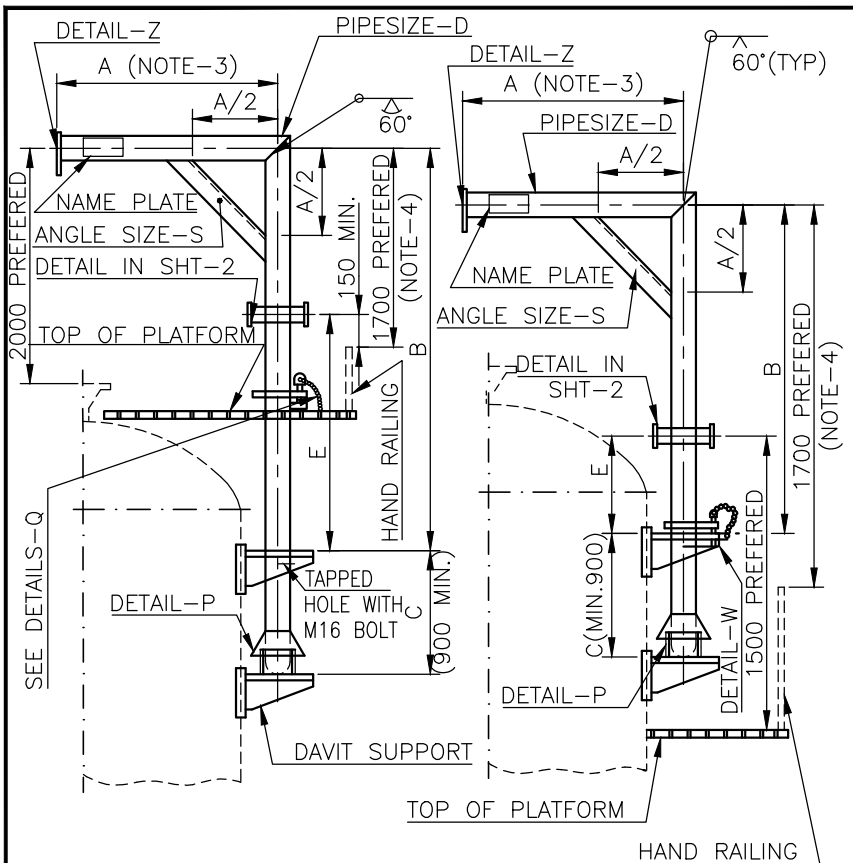 DETAIL-Z
PIPESIZE-D
A (NOTE-3)
A/2
60°
A/2
NAME PLATE
ANGLE SIZE-S
DETAIL IN SHT-2
TOP OF PLATFORM
2000 PREFERED
150 MIN.
1700 PREFERED
(NOTE-4)
B
E
HAND RAILING
SEE DETAILS-Q
TAPPED
HOLE WITH
M16 BOLT
C
(900 MIN.)
DETAIL-P
DAVIT SUPPORT
DETAIL-Z
60°(TYP)
A (NOTE-3)
PIPESIZE-D
A/2
A/2
NAME PLATE
ANGLE SIZE-S
DETAIL IN
SHT-2
B
1700 PREFERED
(NOTE-4)
E
C(MIN.900)
DETAIL-W
1500 PREFERED
DETAIL-P
TOP OF PLATFORM
HAND RAILING